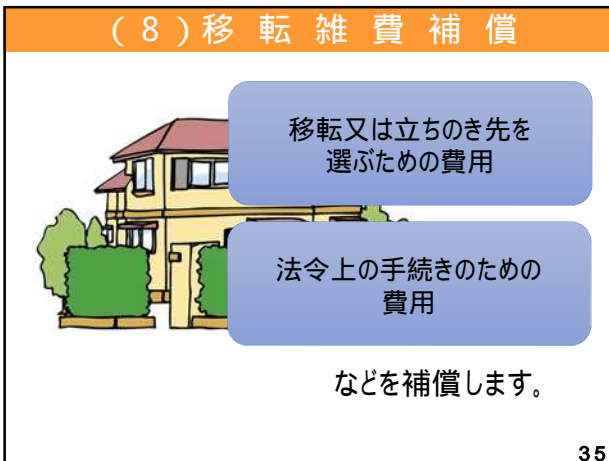 (８)移 転 雑 費 補 償
移転又は立ちのき先を
選ぶための費用
法令上の手続きのための
費用
などを補償します。
35